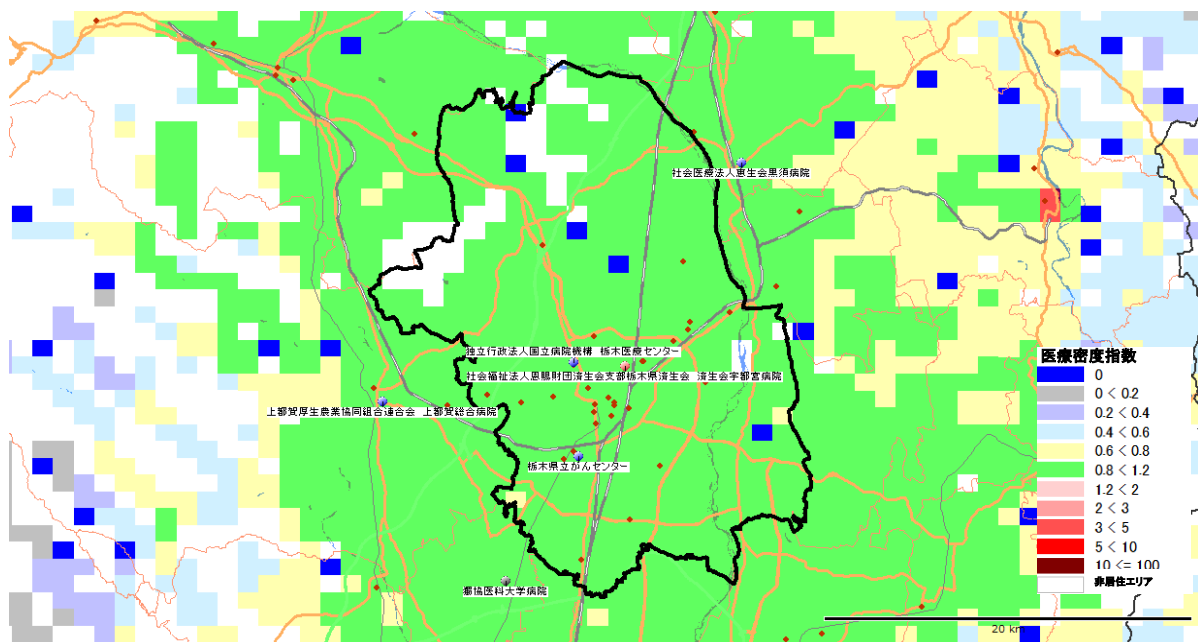 社会医療法人恵生会黒須病院
独立行政法人国立病院機構 栃木医療センター
社会福祉法人恩賜財団済生会支部栃木県済生会 済生会宇都宮病院
上都賀厚生農業協同組合連合会 上都賀総合病院
栃木県立がんセンター
獨協医科大学病院
医療密度指数
0
0 < 0.2
0.2 < 0.4
0.4 < 0.6
0.6 < 0.8
0.8 < 1.2
1.2 < 2
2 < 3
3 < 5
5 < 10
10 <= 100
非居住エリア
20 km